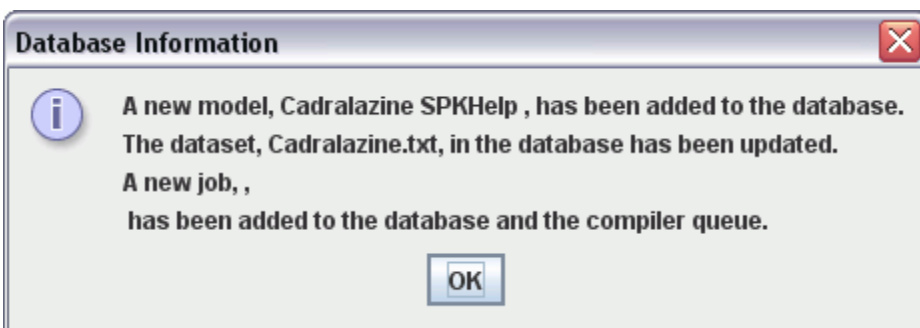 Database Information
A new model, Cadralazine SPKHelp , has been added to the database.
The dataset, Cadralazine.txt, in the database has been updated.
A new job, ,
has been added to the database and the compiler queue.
OK